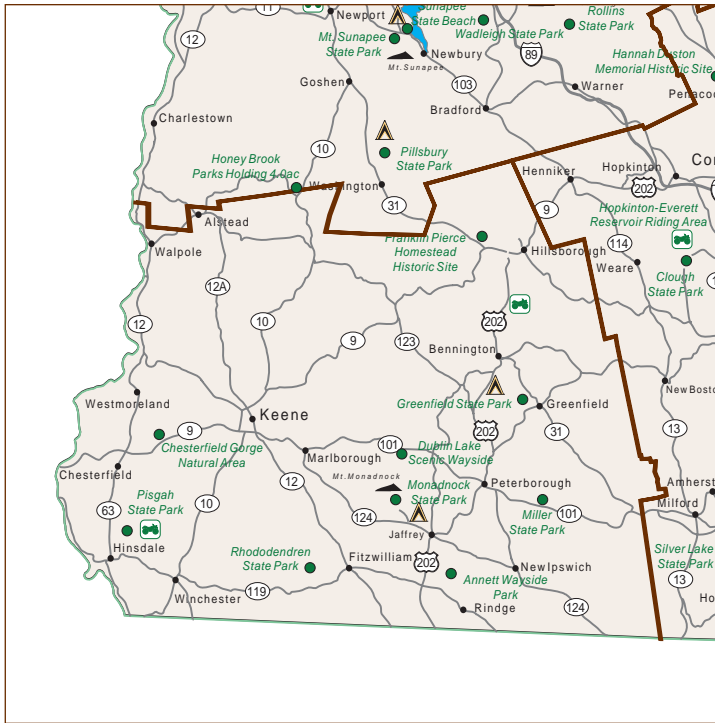 11
Newport
Sunapee
State Beach
Rollins
State Park
12
Mt. Sunapee
State Park
Wadleigh State Park
Newbury
Mt.Sunapee
89
Hannah Duston
Memorial Historic Site
Goshen
103
Warner
Bradford
Charlestown
10
Honey Brook
Parks Holding 4.0ac
Pillsbury
State Park
Washington
Henniker
Hopkinton
202
31
9
Hopkinton-Everett
Reservoir Riding Area
Alstead
Franklin Pierce
Homestead
Historic Site
Walpole
Hillsborough
114
Weare
Clough
State Park
12A
12
10
9
123
202
Bennington
Westmoreland
Greenfield State Park
Greenfield
New Bosto
Keene
9
Chesterfield Gorge
Natural Area
Marlborough
101
Dublin Lake
Scenic Wayside
202
31
13
Chesterfield
Mt.Monadnock
Monadnock
State Park
Peterborough
Amherst
Milford
Pisgah
State Park
10
12
63
124
Miller
State Park
101
Hinsdale
Jaffrey
Rhododendren
State Park
Fitzwilliam
202
New Ipswich
Silver Lake
State Park
Annett Wayside
Park
13
Winchester
119
Rindge
124
Ho